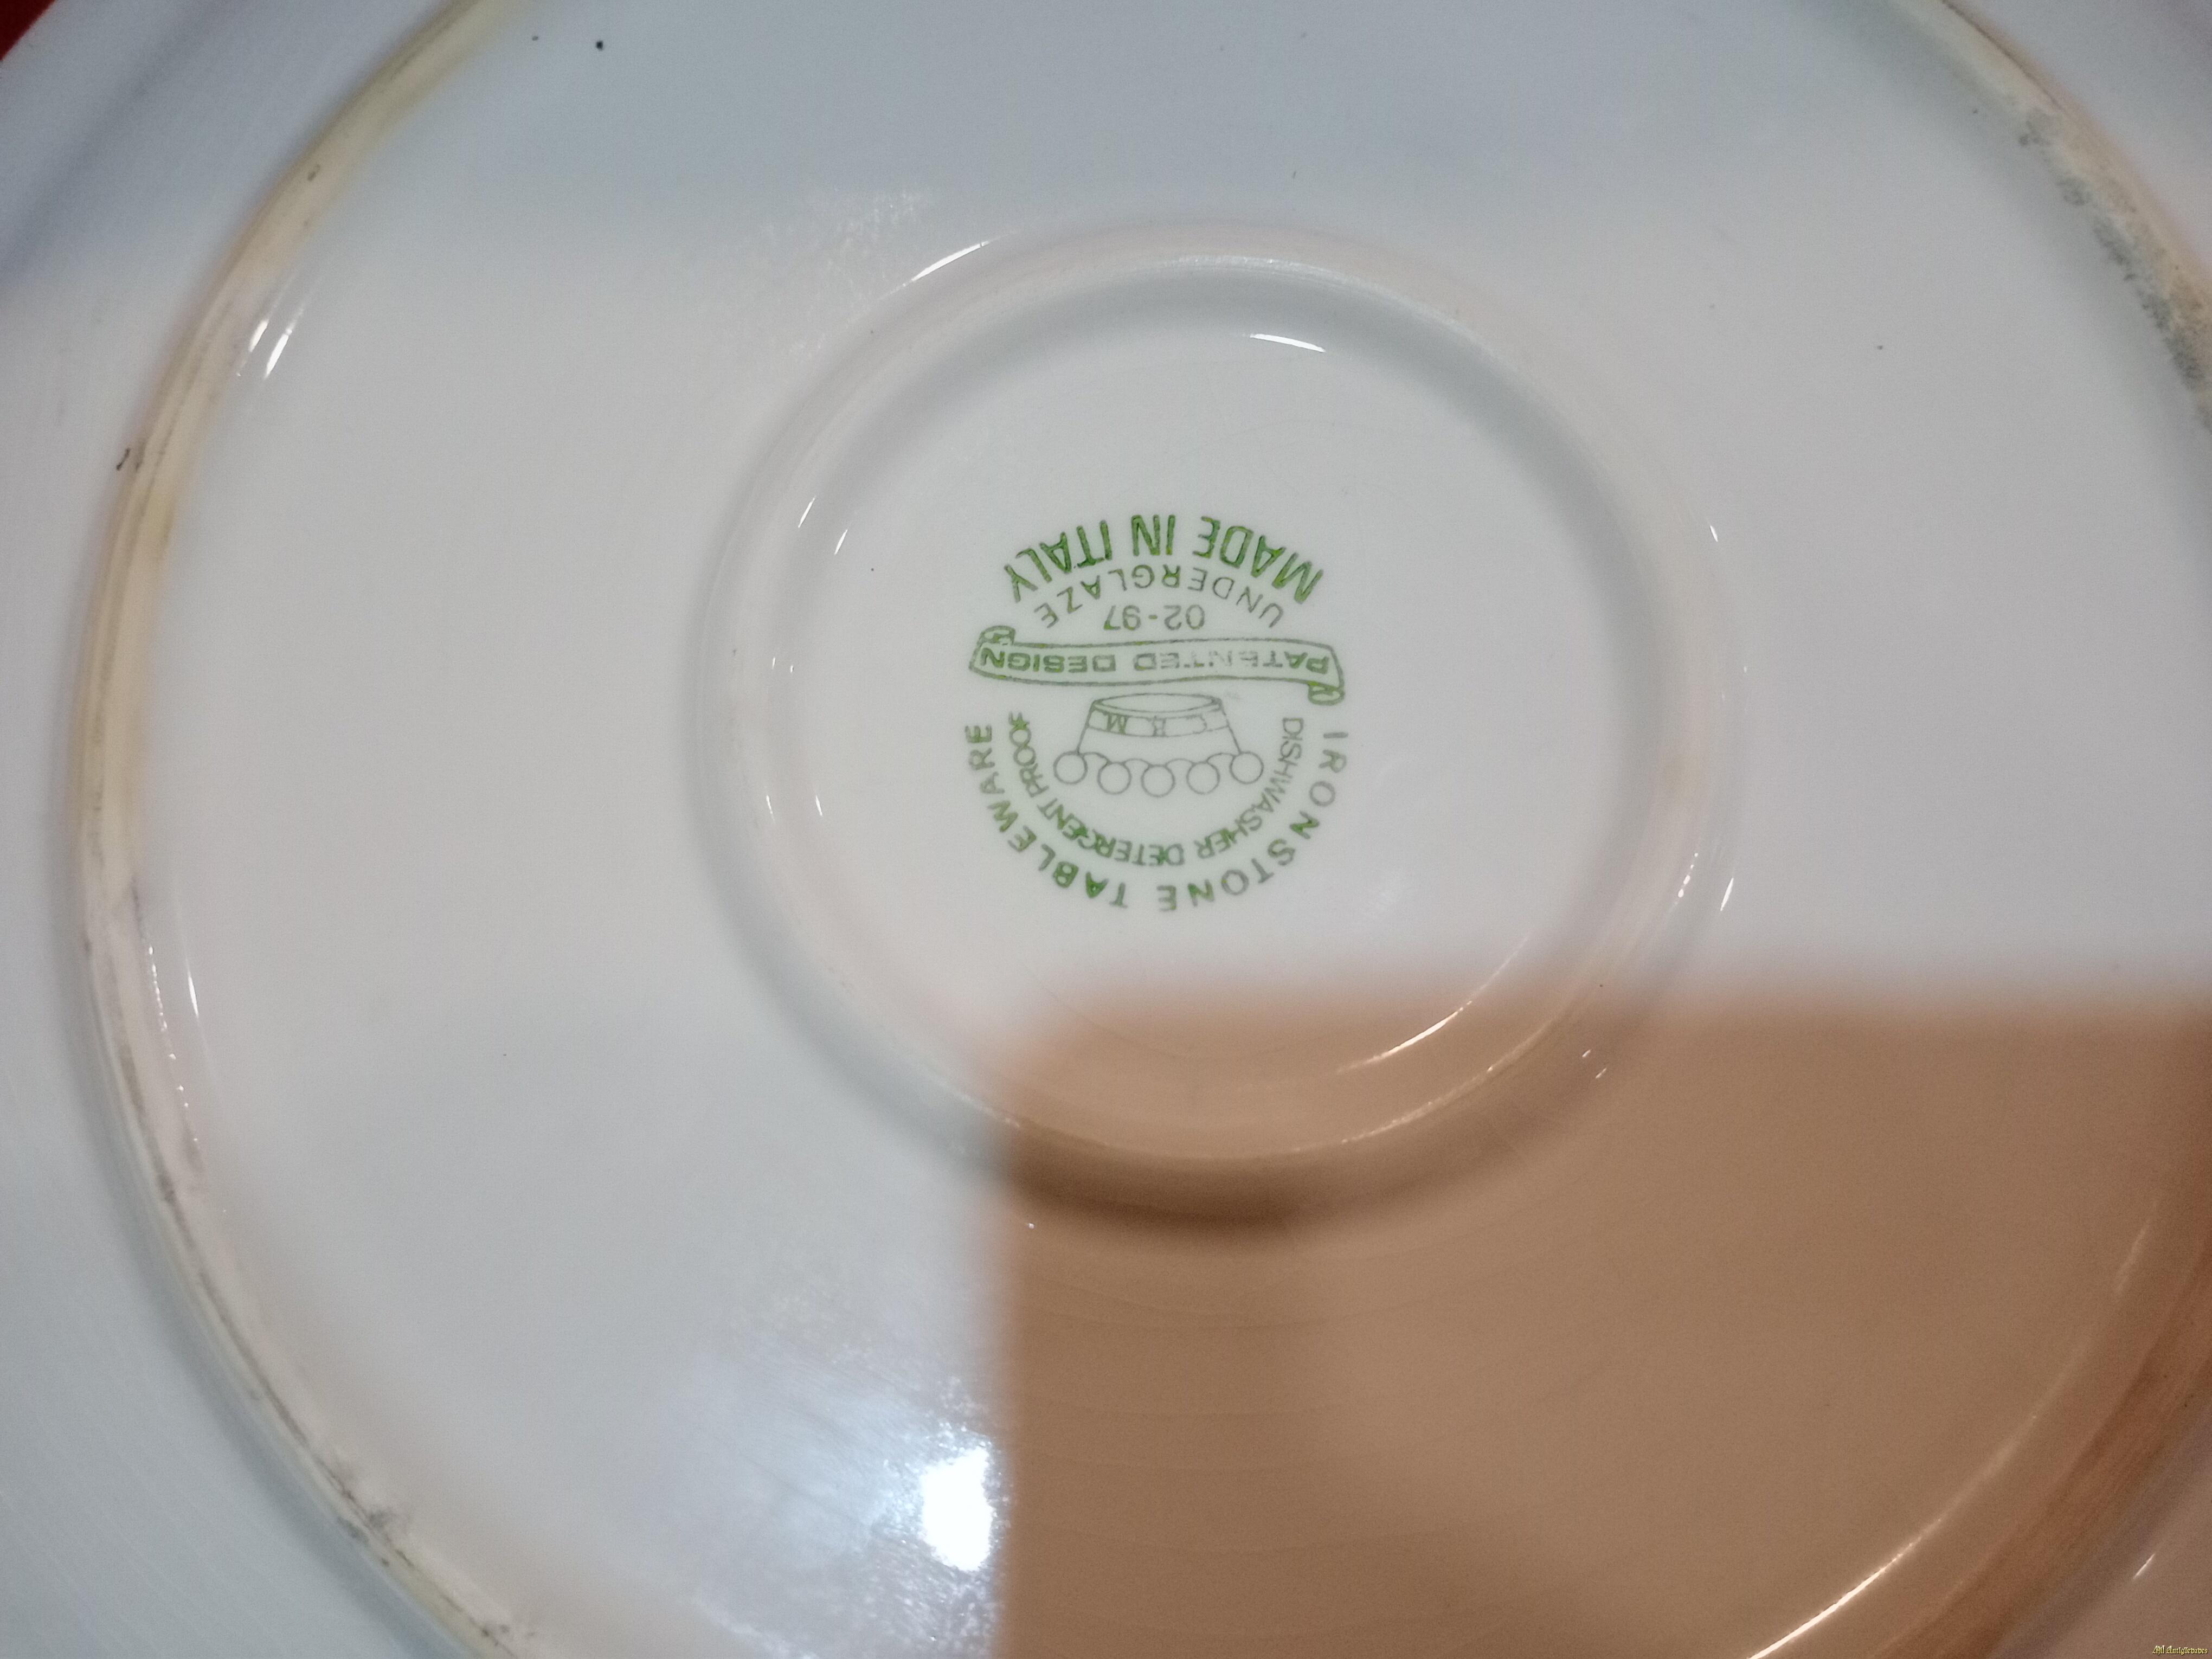 IRONSTONE TABLEWARE
DISHWASHER DETERGENT PROOF
C B M
PATENTED DESIGN
02-97
UNDERGLAZE
MADE IN ITALY